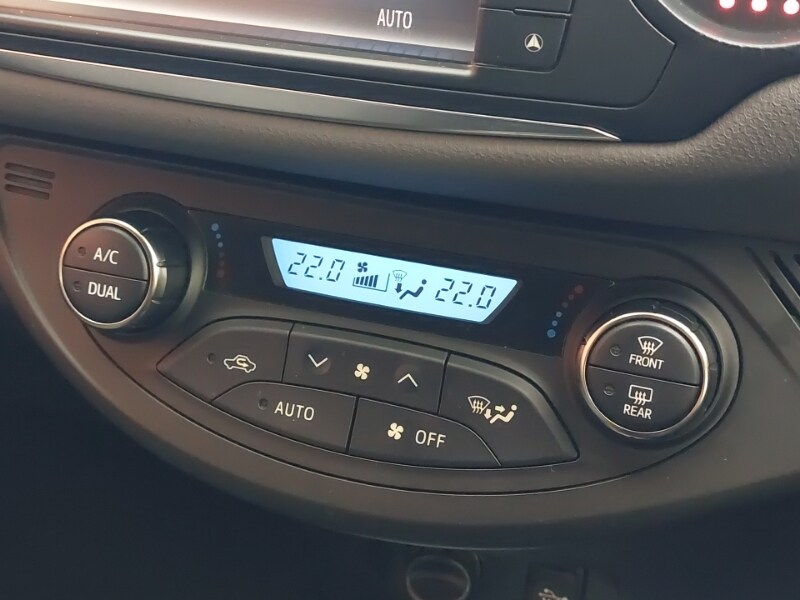 AUTO
A/C
DUAL
22.0 22.0
FRONT
REAR
AUTO
OFF